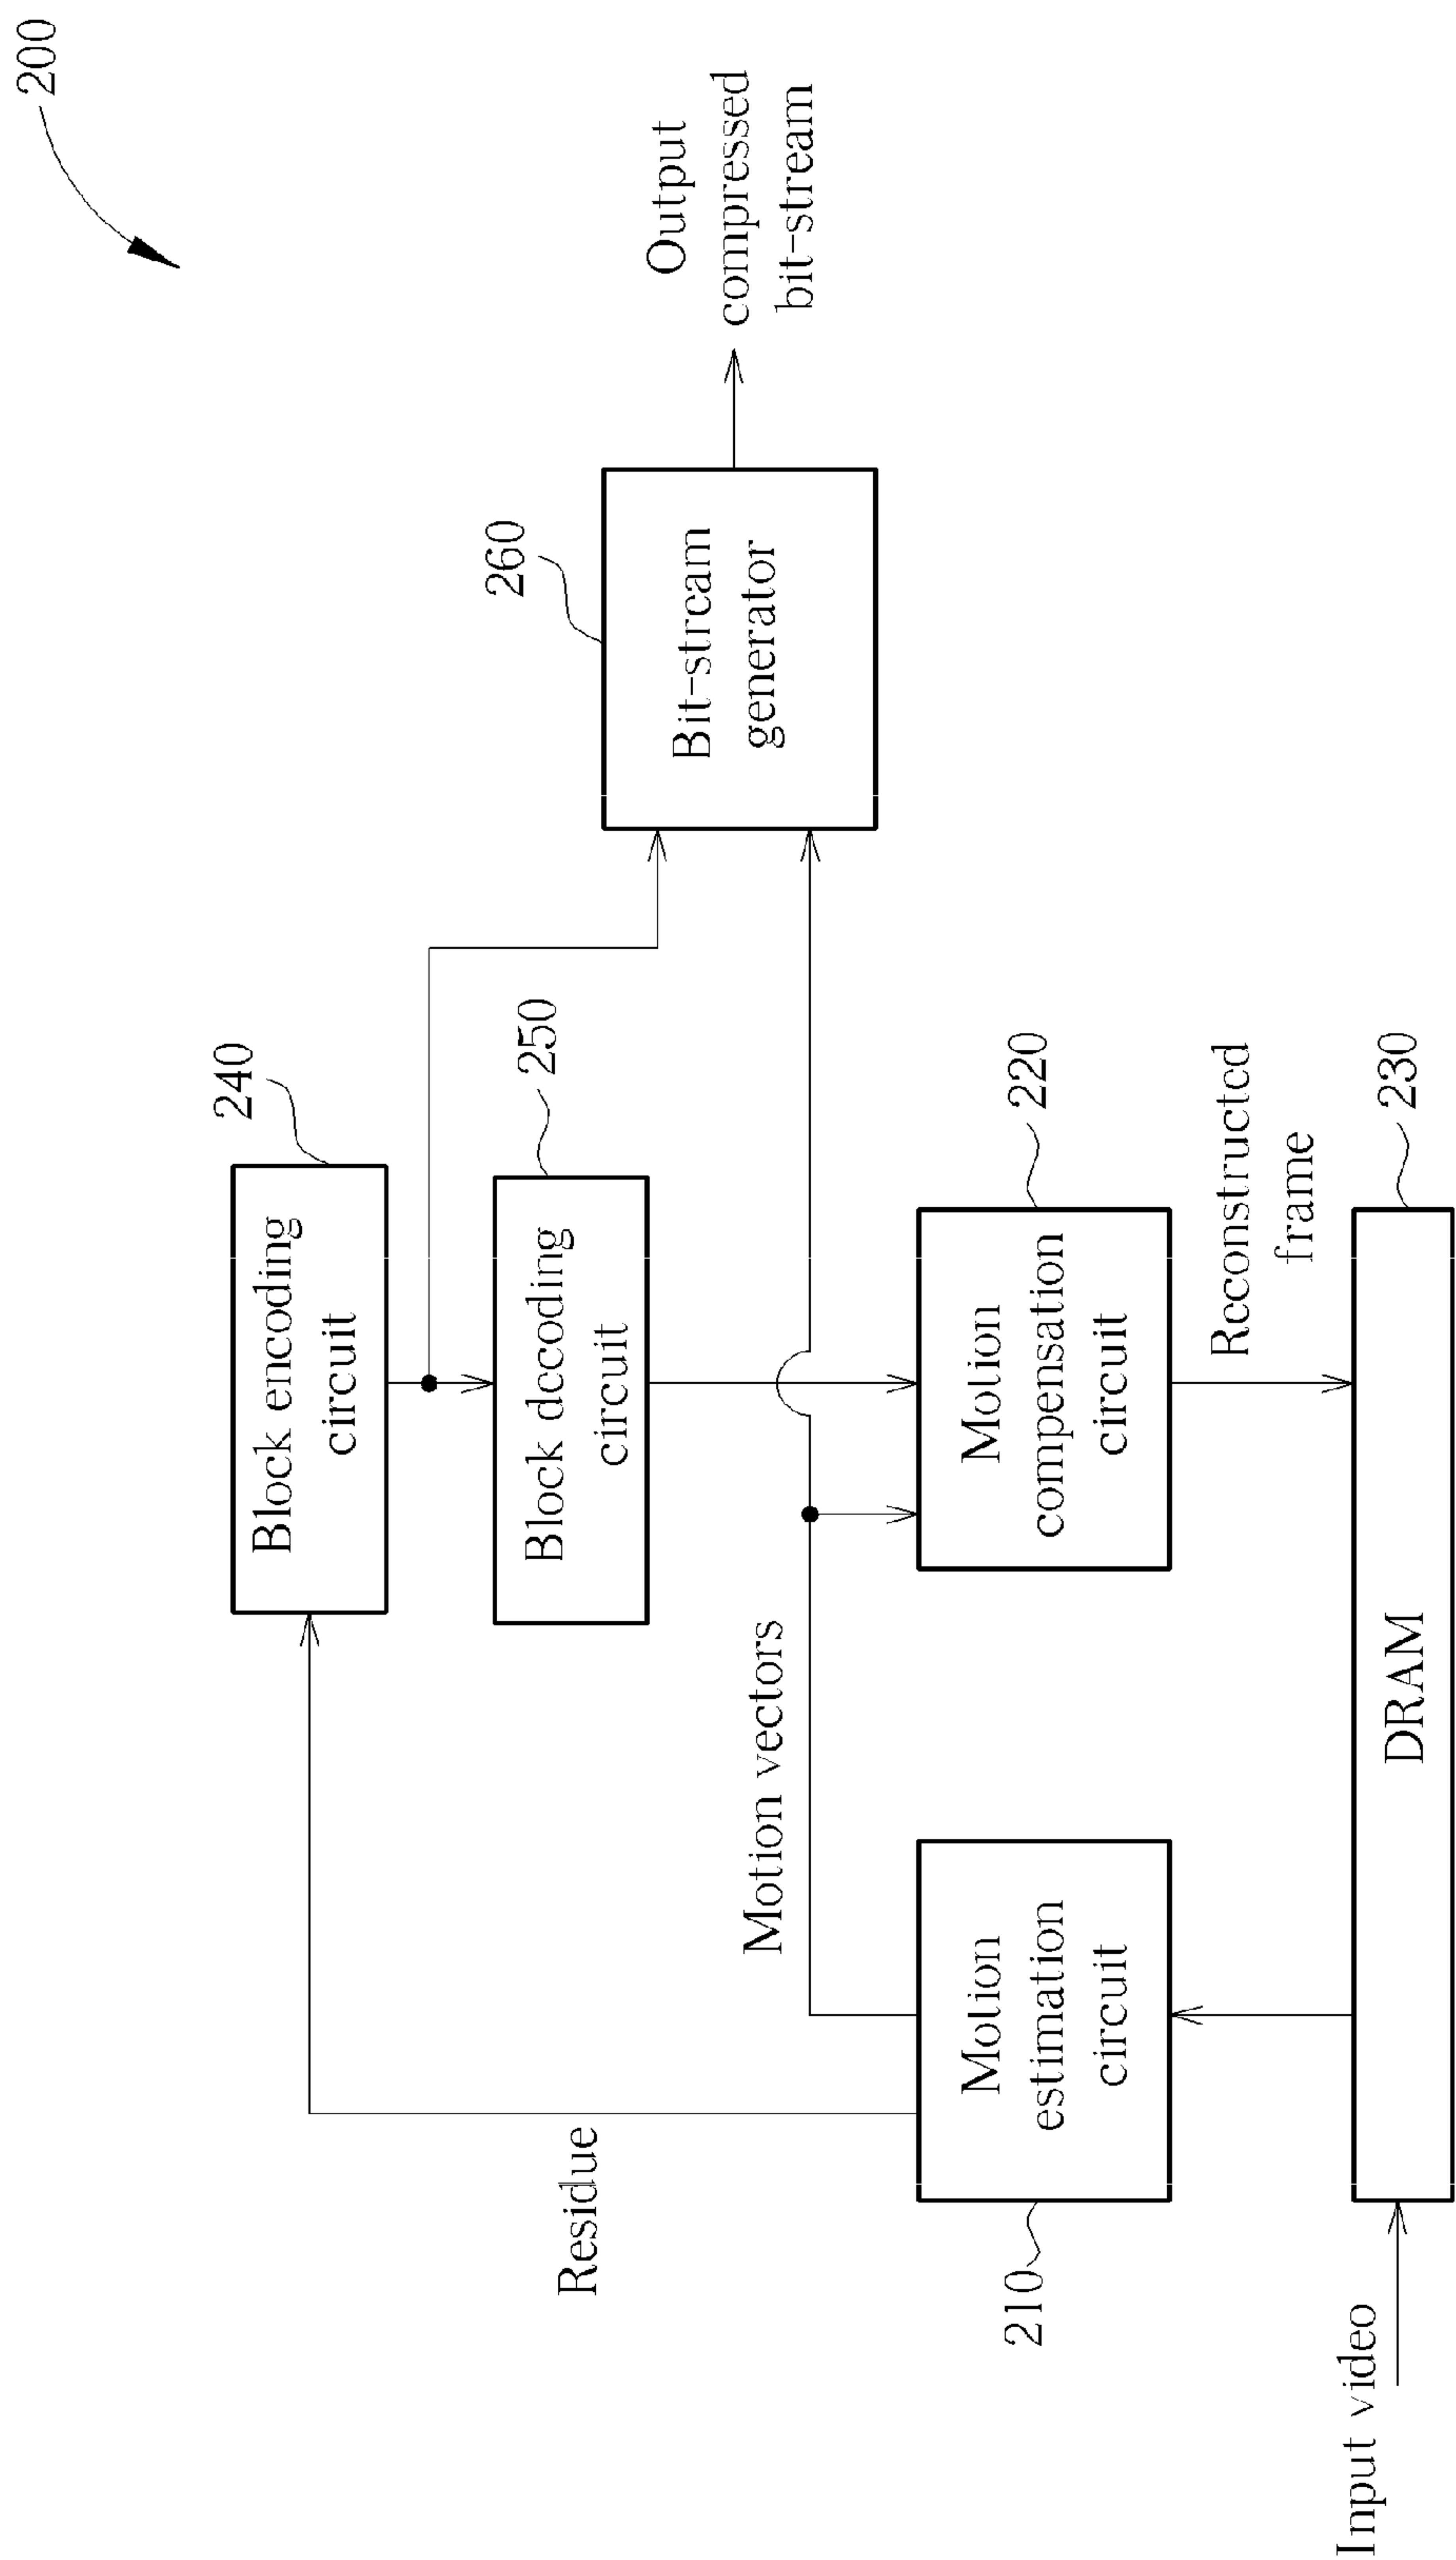 200
240
Block encoding
circuit
250
Block decoding
circuit
260
Bit-stream
generator
Output
compressed
bit-stream
Residue
Motion vectors
210
Motion
estimation
circuit
220
Motion
compensation
circuit
Reconstructed
frame
230
DRAM
Input video